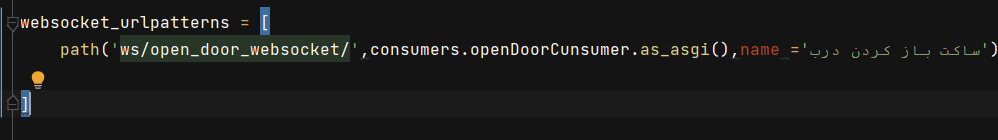 websocket_urlpatterns = [
path('ws/open_door_websocket/',consumers.openDoorCunsumer.as_asgi(),name ='ساکت باز کردن درب')
]